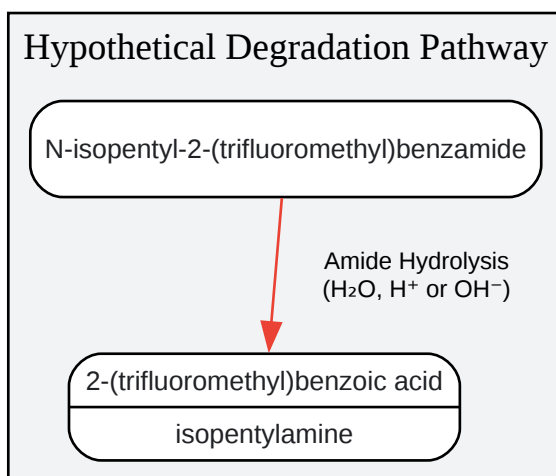 Hypothetical Degradation Pathway
N-isopentyl-2-(trifluoromethyl)benzamide
Amide Hydrolysis
(H₂O, H⁺ or OH⁻)
2-(trifluoromethyl)benzoic acid
isopentylamine